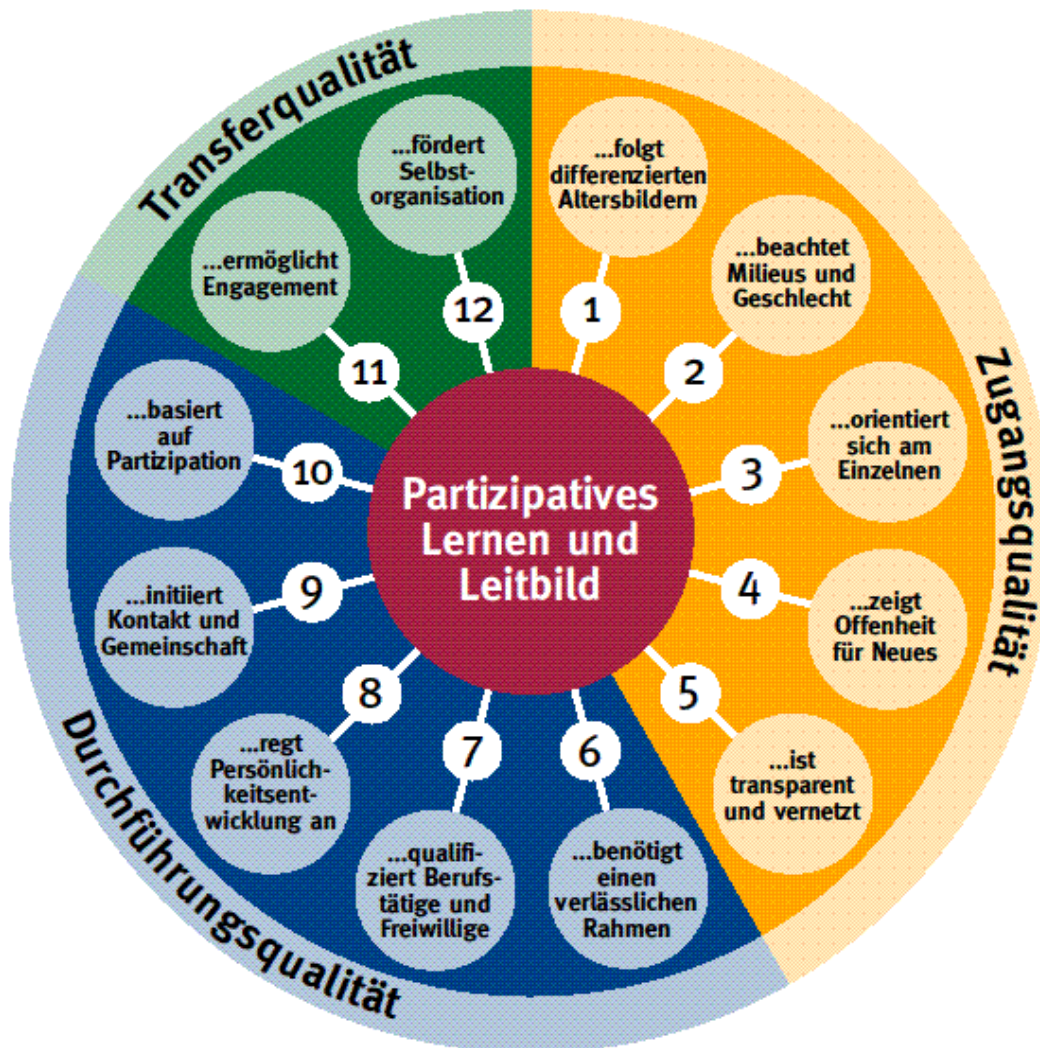 Partizipatives
Lernen und
Leitbild
Zugangsqualität
1
...folgt
differenzierten
Altersbildern
2
...beachtet
Milieus und
Geschlecht
3
...orientiert
sich am
Einzelnen
4
...zeigt
Offenheit
für Neues
5
...ist
transparent
und vernetzt
Durchführungsqualität
6
...benötigt
einen
verlässlichen
Rahmen
7
...qualifi-
ziert Berufs-
tätige und
Freiwillige
8
...regt
Persönlich-
keitsent-
wicklung an
9
...initiiert
Kontakt und
Gemeinschaft
10
...basiert
auf
Partizipation
Transferqualität
11
...ermöglicht
Engagement
12
...fördert
Selbst-
organisation